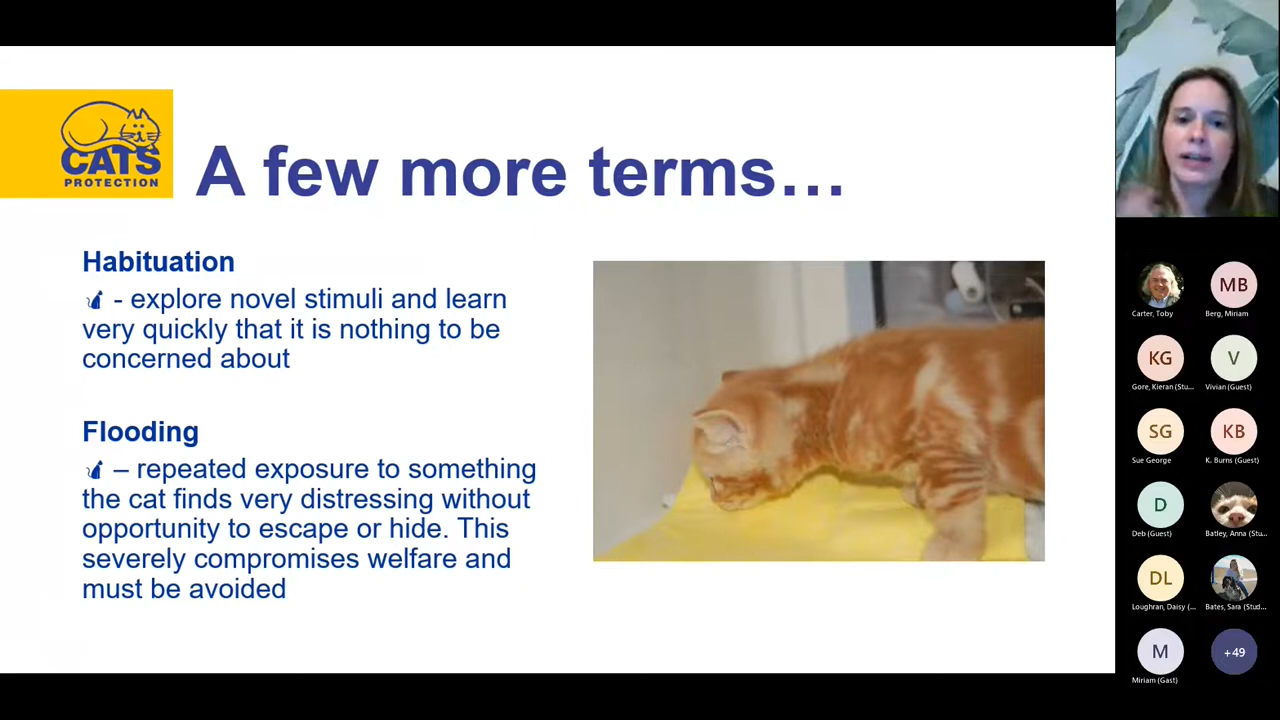 CATS
PROTECTION
A few more terms…
Habituation
- explore novel stimuli and learn
very quickly that it is nothing to be
concerned about
Flooding
– repeated exposure to something
the cat finds very distressing without
opportunity to escape or hide. This
severely compromises welfare and
must be avoided
Carter, Toby
MB
Berg, Miriam
KG
Gore, Kieran (Stu...
V
Vivian (Guest)
SG
Sue George
KB
K. Burns (Guest)
D
Deb (Guest)
Batley, Anna (Stu...
DL
Loughran, Daisy (...
Bates, Sara (Stud...
M
Miriam (Gast)
+49